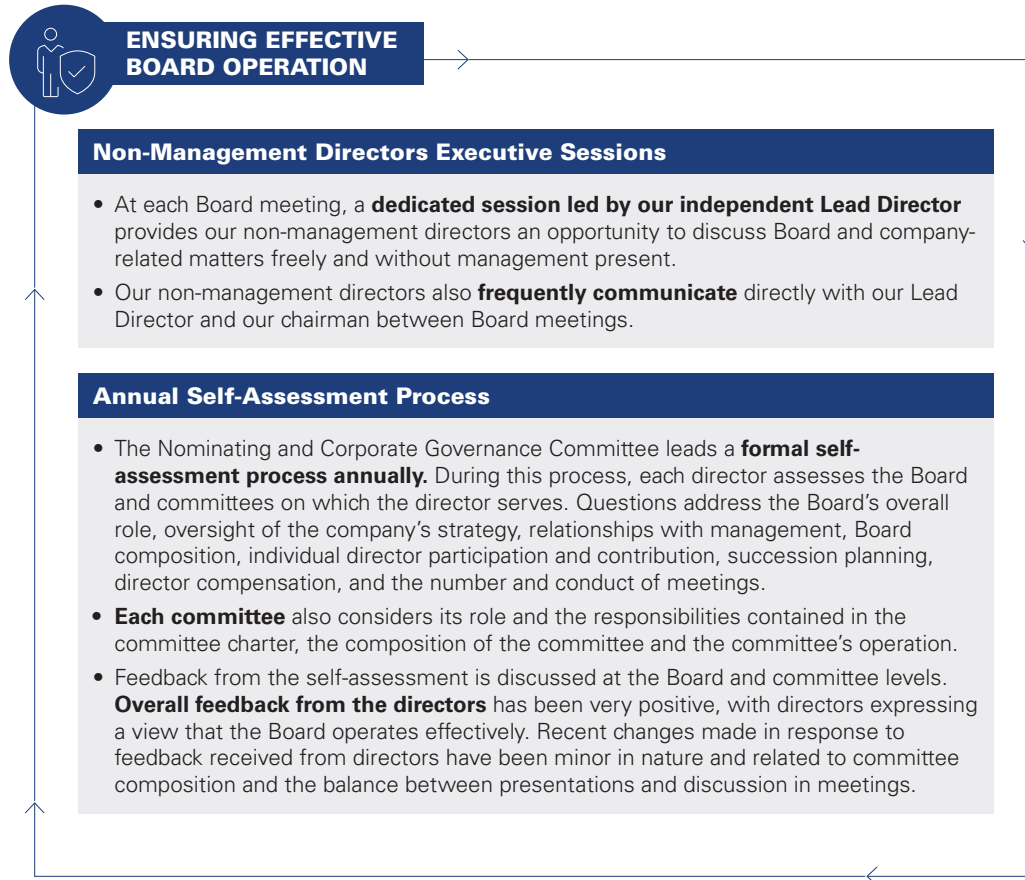 ENSURING EFFECTIVE
BOARD OPERATION
Non-Management Directors Executive Sessions
• At each Board meeting, a dedicated session led by our independent Lead Director
provides our non-management directors an opportunity to discuss Board and company-
related matters freely and without management present.
• Our non-management directors also frequently communicate directly with our Lead
Director and our chairman between Board meetings.
Annual Self-Assessment Process
• The Nominating and Corporate Governance Committee leads a formal self-
assessment process annually. During this process, each director assesses the Board
and committees on which the director serves. Questions address the Board’s overall
role, oversight of the company’s strategy, relationships with management, Board
composition, individual director participation and contribution, succession planning,
director compensation, and the number and conduct of meetings.
• Each committee also considers its role and the responsibilities contained in the
committee charter, the composition of the committee and the committee’s operation.
• Feedback from the self-assessment is discussed at the Board and committee levels.
Overall feedback from the directors has been very positive, with directors expressing
a view that the Board operates effectively. Recent changes made in response to
feedback received from directors have been minor in nature and related to committee
composition and the balance between presentations and discussion in meetings.